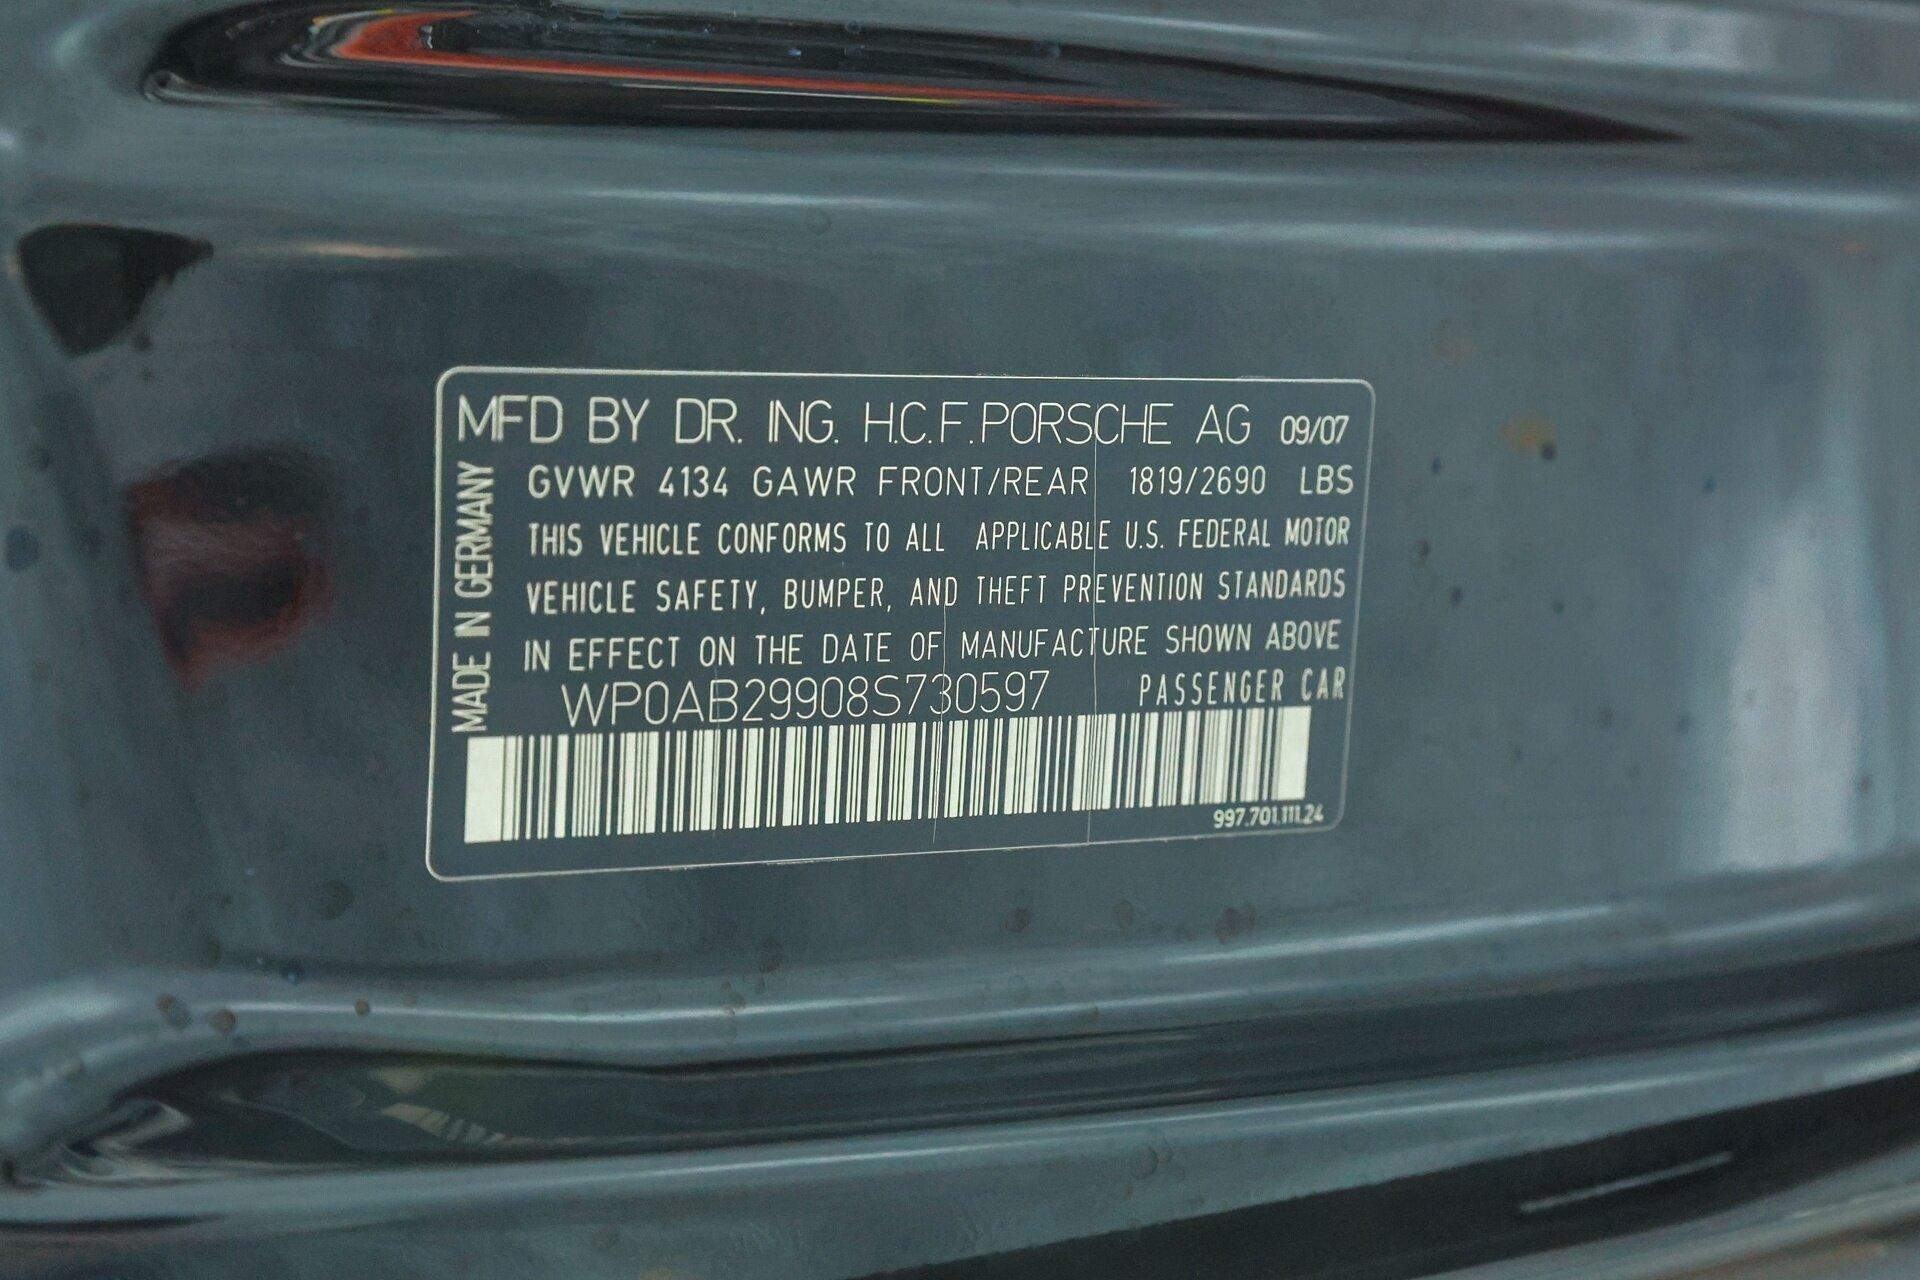 MFD BY DR. ING. H.C.F.PORSCHE AG 09/07
GVWR 4134 GAWR FRONT/REAR 1819/2690 LBS
THIS VEHICLE CONFORMS TO ALL APPLICABLE U.S. FEDERAL MOTOR
VEHICLE SAFETY, BUMPER, AND THEFT PREVENTION STANDARDS
IN EFFECT ON THE DATE OF MANUFACTURE SHOWN ABOVE
WP0AB29908S730597 PASSENGER CAR
997.701.111.24
MADE IN GERMANY